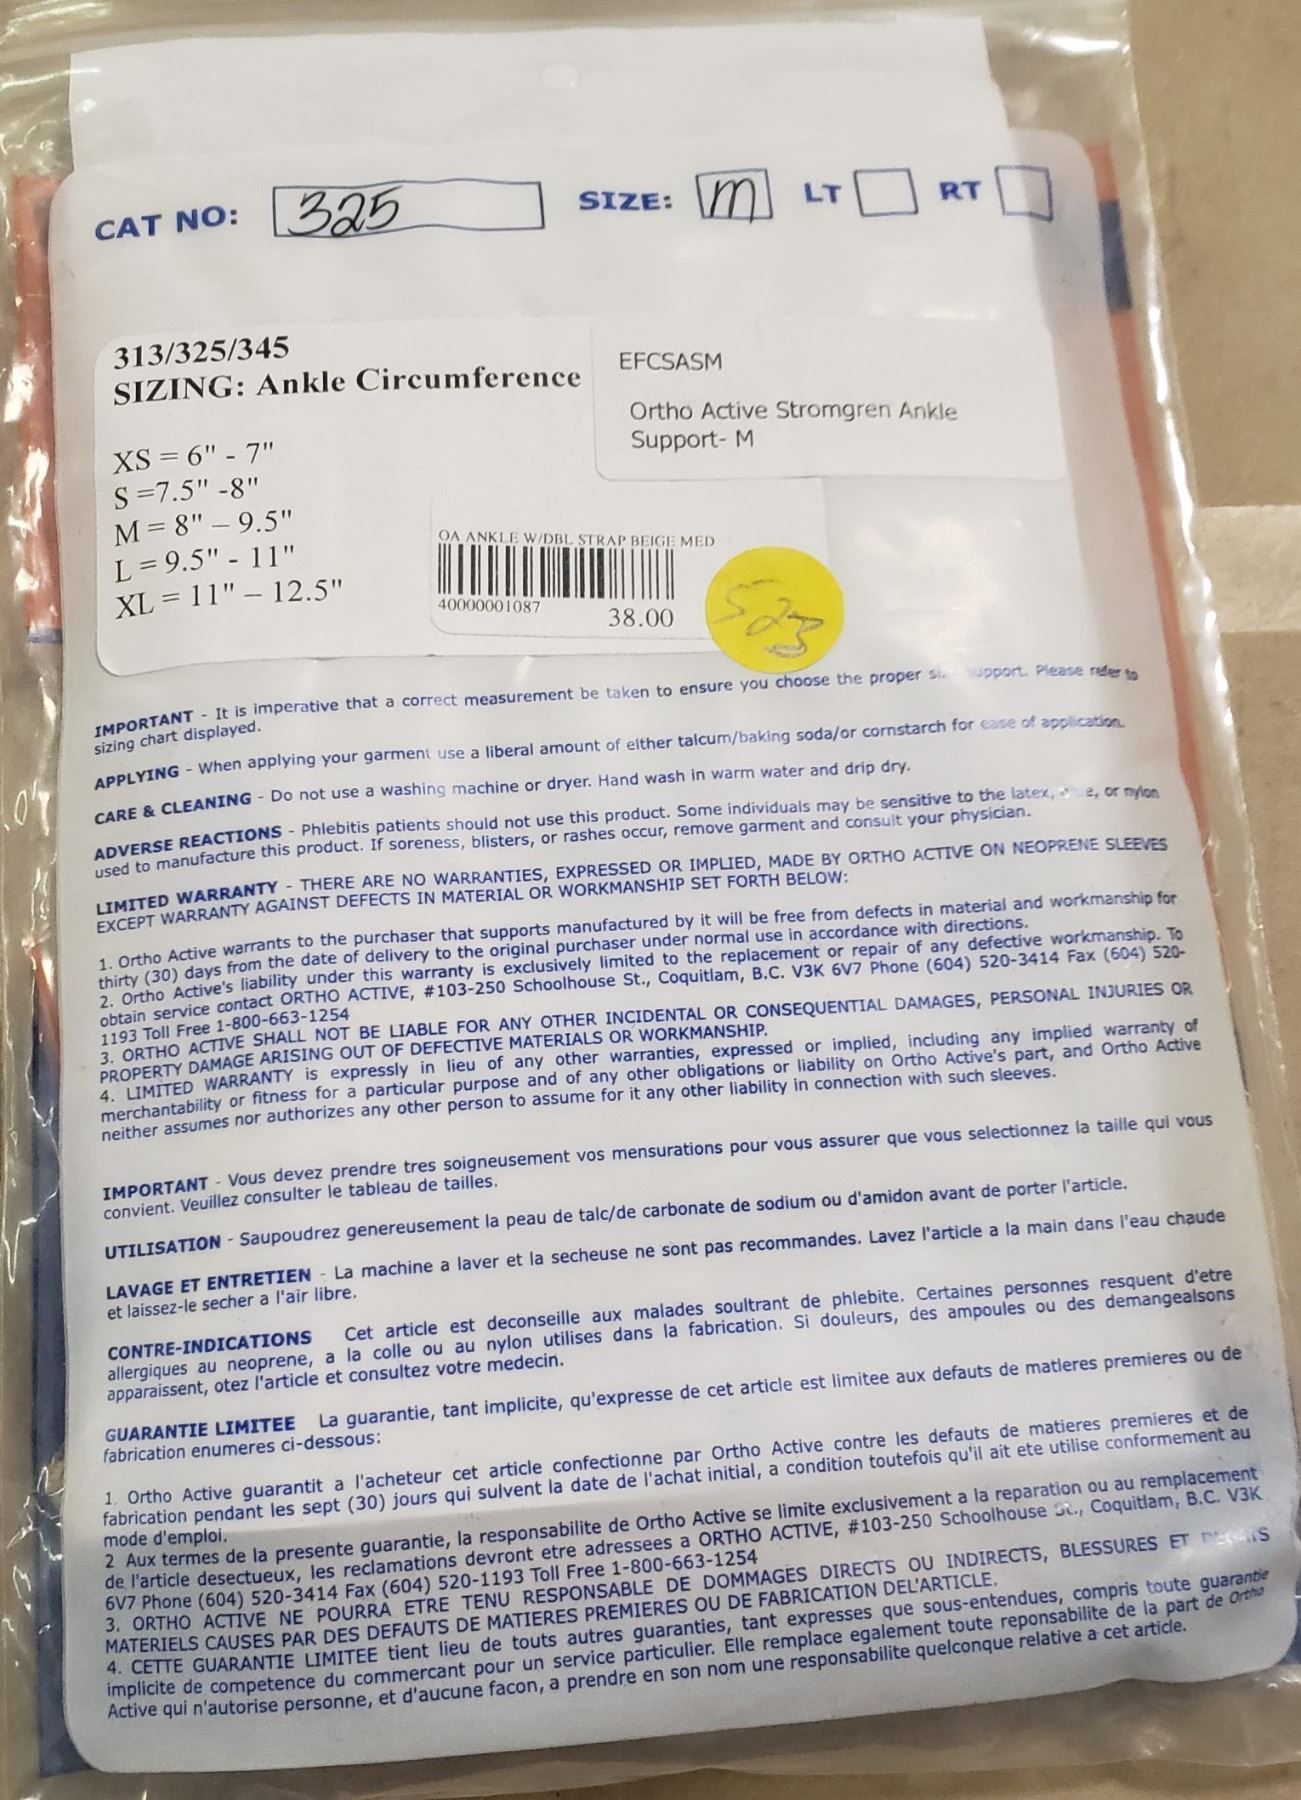 CAT NO: 325 SIZE: M LT RT
313/325/345
SIZING: Ankle Circumference
XS = 6" - 7"
S =7.5" -8"
M = 8" – 9.5"
L = 9.5" - 11"
XL = 11" – 12.5"
EFCSASM
Ortho Active Stromgren Ankle
Support- M
OA ANKLE W/DBL STRAP BEIGE MED
40000001087
38.00
523
IMPORTANT - It is imperative that a correct measurement be taken to ensure you choose the proper support. Please refer to
sizing chart displayed.
APPLYING - When applying your garment use a liberal amount of either talcum/baking soda/or cornstarch for ease of application.
CARE & CLEANING - Do not use a washing machine or dryer. Hand wash in warm water and drip dry.
ADVERSE REACTIONS - Phlebitis patients should not use this product. Some individuals may be sensitive to the latex, or nylon
used to manufacture this product. If soreness, blisters, or rashes occur, remove garment and consult your physician.
LIMITED WARRANTY - THERE ARE NO WARRANTIES, EXPRESSED OR IMPLIED, MADE BY ORTHO ACTIVE ON NEOPRENE SLEEVES
EXCEPT WARRANTY AGAINST DEFECTS IN MATERIAL OR WORKMANSHIP SET FORTH BELOW:
1. Ortho Active warrants to the purchaser that supports manufactured by it will be free from defects in material and workmanship for
thirty (30) days from the date of delivery to the original purchaser under normal use in accordance with directions.
2. Ortho Active's liability under this warranty is exclusively limited to the replacement or repair of any defective workmanship. To
obtain service contact ORTHO ACTIVE, #103-250 Schoolhouse St., Coquitlam, B.C. V3K 6V7 Phone (604) 520-3414 Fax (604) 520-
1193 Toll Free 1-800-663-1254
3. ORTHO ACTIVE SHALL NOT BE LIABLE FOR ANY OTHER INCIDENTAL OR CONSEQUENTIAL DAMAGES, PERSONAL INJURIES OR
PROPERTY DAMAGE ARISING OUT OF DEFECTIVE MATERIALS OR WORKMANSHIP.
4. LIMITED WARRANTY is expressly in lieu of any other warranties, expressed or implied, including any implied warranty of
merchantability or fitness for a particular purpose and of any other obligations or liability on Ortho Active's part, and Ortho Active
neither assumes nor authorizes any other person to assume for it any other liability in connection with such sleeves.
IMPORTANT - Vous devez prendre tres soigneusement vos mensurations pour vous assurer que vous selectionnez la taille qui vous
convient. Veuillez consulter le tableau de tailles.
UTILISATION - Saupoudrez genereusement la peau de talc/de carbonate de sodium ou d'amidon avant de porter l'article.
LAVAGE ET ENTRETIEN - La machine a laver et la secheuse ne sont pas recommandes. Lavez l'article a la main dans l'eau chaude
et laissez-le secher a l'air libre.
CONTRE-INDICATIONS Cet article est deconseille aux malades soultrant de phlebite. Certaines personnes resquent d'etre
allergiques au neoprene, a la colle ou au nylon utilises dans la fabrication. Si douleurs, des ampoules ou des demangealsons
apparaissent, otez l'article et consultez votre medecin.
GUARANTIE LIMITEE La guarantie, tant implicite, qu'expresse de cet article est limitee aux defauts de matieres premieres ou de
fabrication enumeres ci-dessous:
1. Ortho Active guarantit a l'acheteur cet article confectionne par Ortho Active contre les defauts de matieres premieres et de
fabrication pendant les sept (30) jours qui sulvent la date de l'achat initial, a condition toutefois qu'il ait ete utilise conformement au
mode d'emploi.
2 Aux termes de la presente guarantie, la responsabilite de Ortho Active se limite exclusivement a la reparation ou au remplacement
de l'article desectueux, les reclamations devront etre adressees a ORTHO ACTIVE, #103-250 Schoolhouse St., Coquitlam, B.C. V3K
6V7 Phone (604) 520-3414 Fax (604) 520-1193 Toll Free 1-800-663-1254
3. ORTHO ACTIVE NE POURRA ETRE TENU RESPONSABLE DE DOMMAGES DIRECTS OU INDIRECTS, BLESSURES ET
MATERIELS CAUSES PAR DES DEFAUTS DE MATIERES PREMIERES OU DE FABRICATION DEL'ARTICLE.
4. CETTE GUARANTIE LIMITEE tient lieu de touts autres guaranties, tant expresses que sous-entendues, compris toute guarantie
implicite de competence du commercant pour un service particulier. Elle remplace egalement toute reponsabilite de la part de Ortho
Active qui n'autorise personne, et d'aucune facon, a prendre en son nom une responsabilite quelconque relative a cet article.